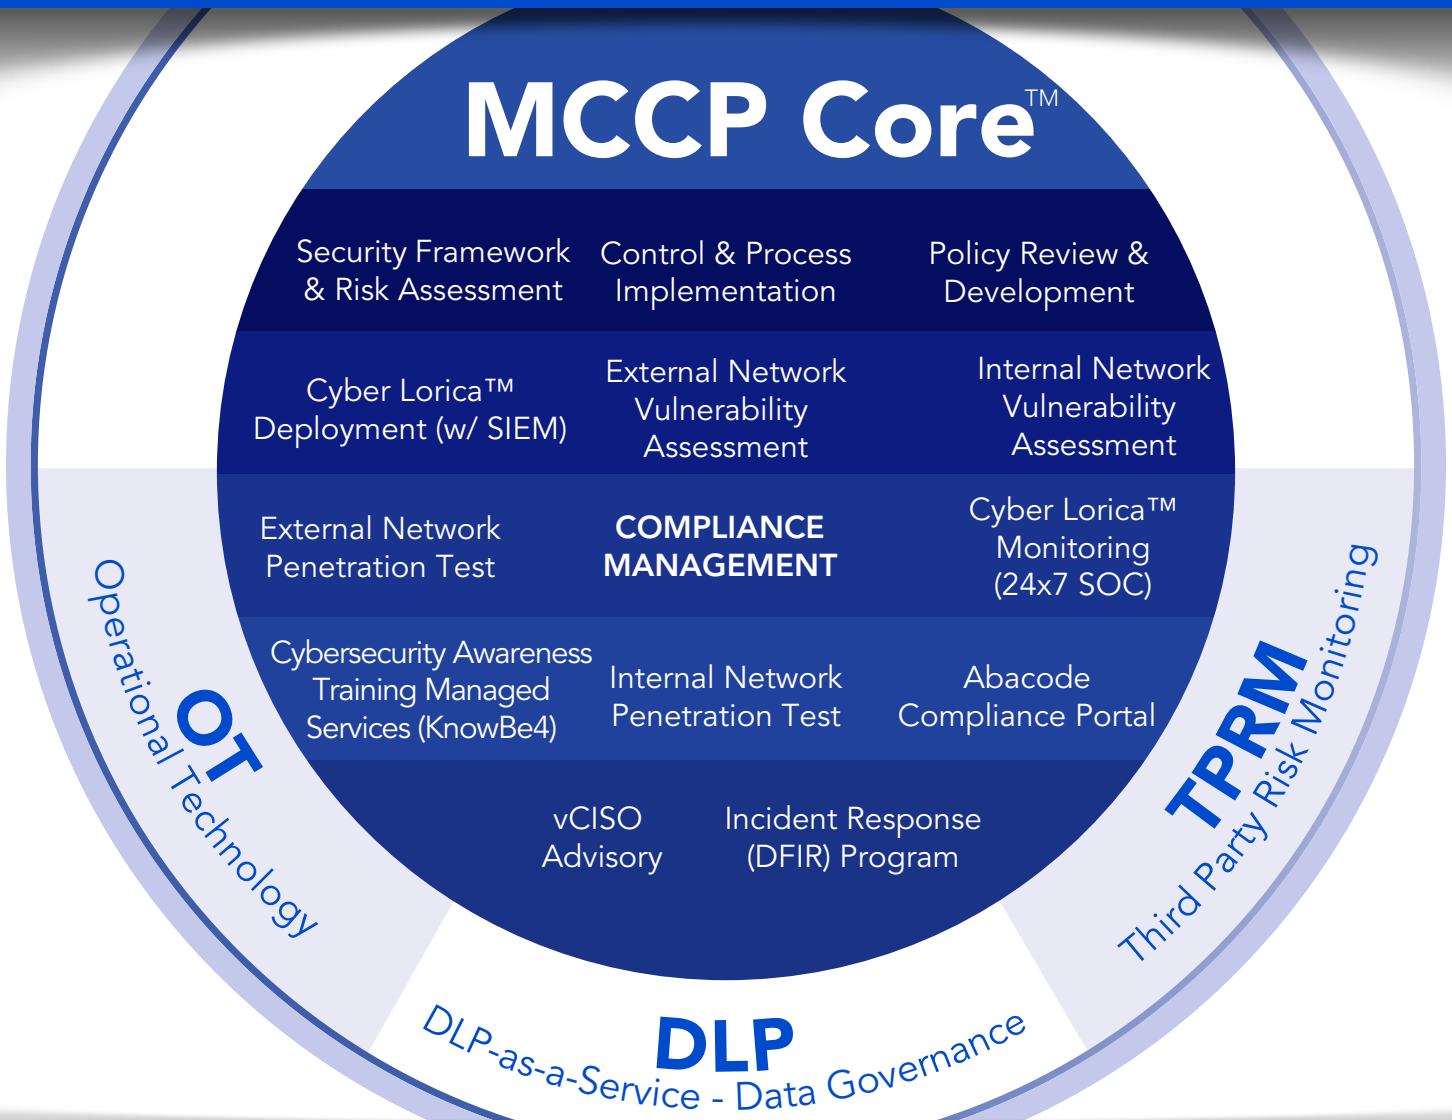 MCCP Core™
Security Framework
& Risk Assessment
Control & Process
Implementation
Policy Review &
Development
Cyber Lorica™
Deployment (w/ SIEM)
External Network
Vulnerability
Assessment
Internal Network
Vulnerability
Assessment
External Network
Penetration Test
COMPLIANCE
MANAGEMENT
Cyber Lorica™
Monitoring
(24x7 SOC)
Cybersecurity Awareness
Training Managed
Services (KnowBe4)
Internal Network
Penetration Test
Abacode
Compliance Portal
vCISO
Advisory
Incident Response
(DFIR) Program
OT
Operational Technology
DLP
DLP-as-a-Service - Data Governance
TPRM
Third Party Risk Monitoring